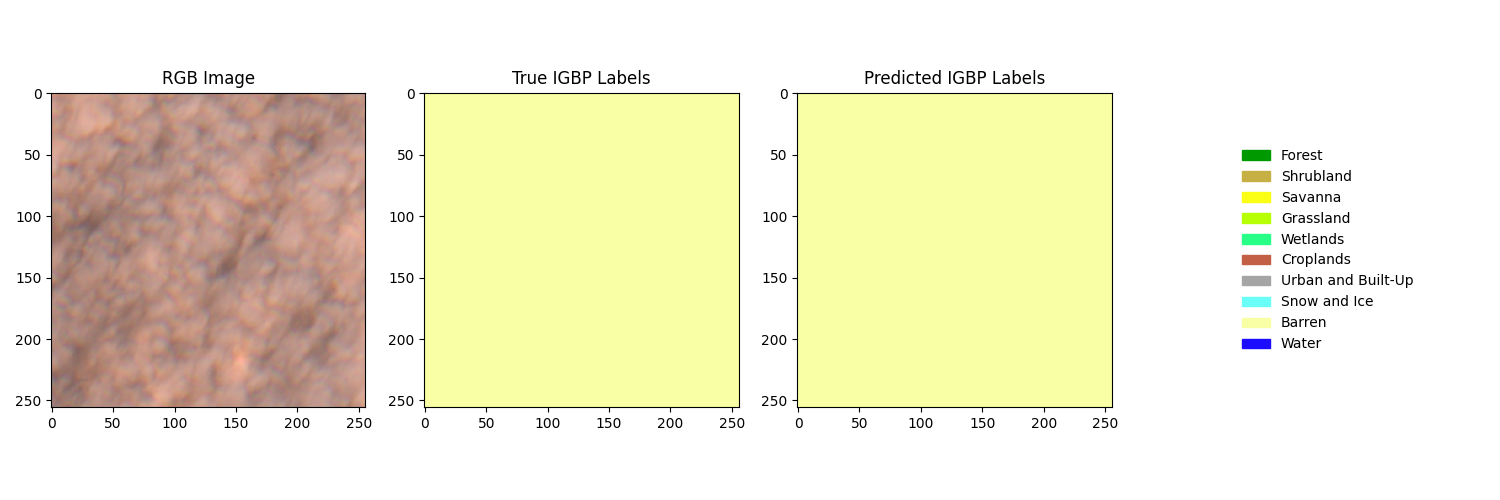 RGB Image
0
50
100
150
200
250
0 50 100 150 200 250
True IGBP Labels
0
50
100
150
200
250
0 50 100 150 200 250
Predicted IGBP Labels
0
50
100
150
200
250
0 50 100 150 200 250
Forest
Shrubland
Savanna
Grassland
Wetlands
Croplands
Urban and Built-Up
Snow and Ice
Barren
Water